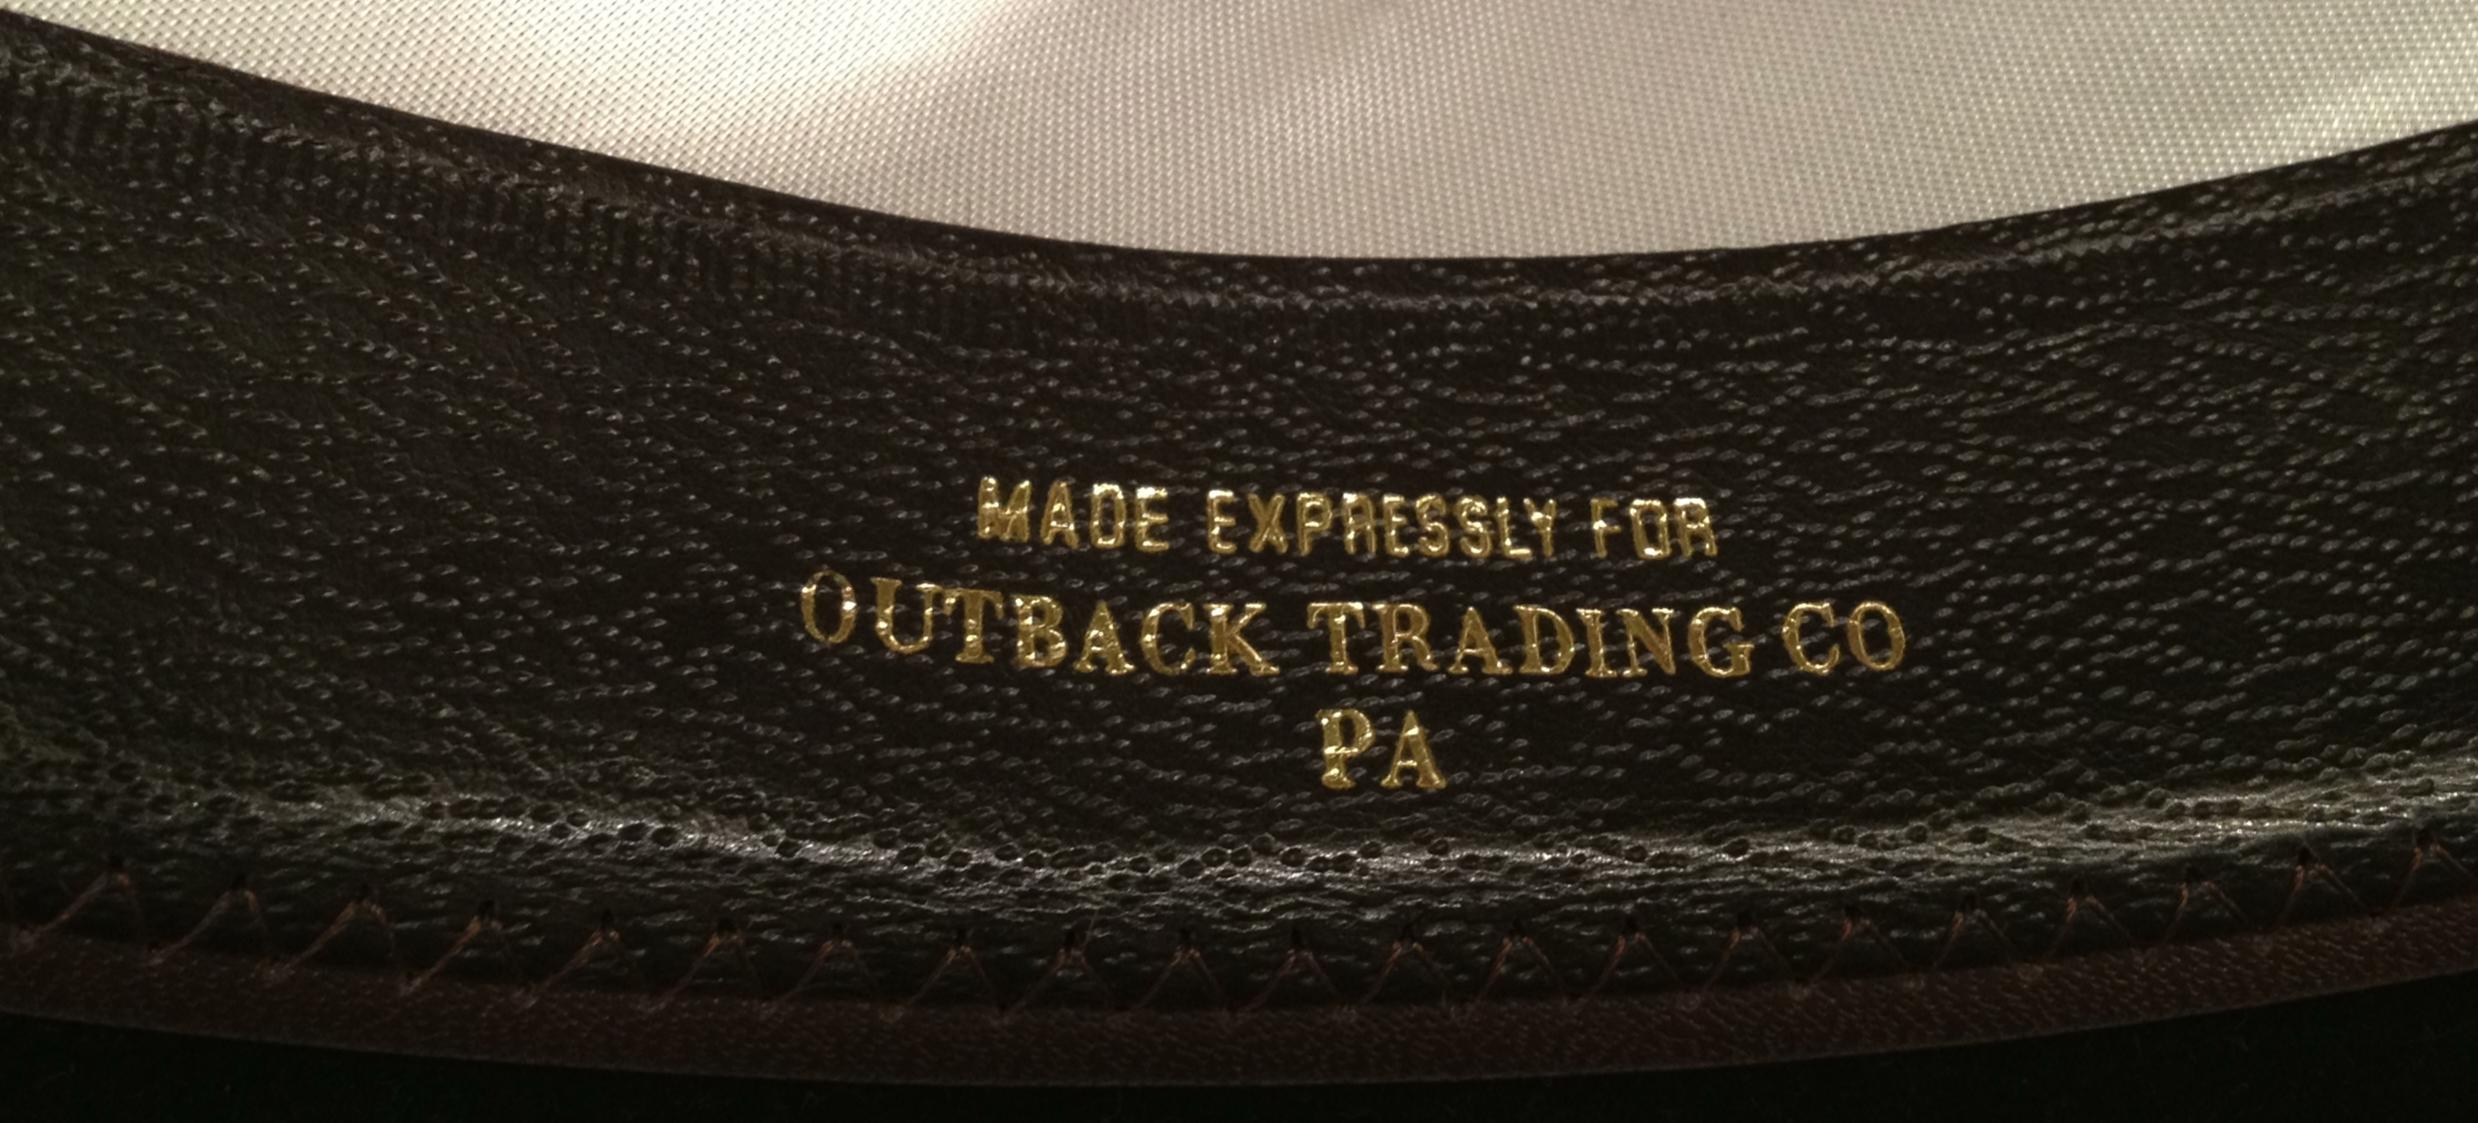 MADE EXPRESSLY FOR
OUTBACK TRADING CO
PA